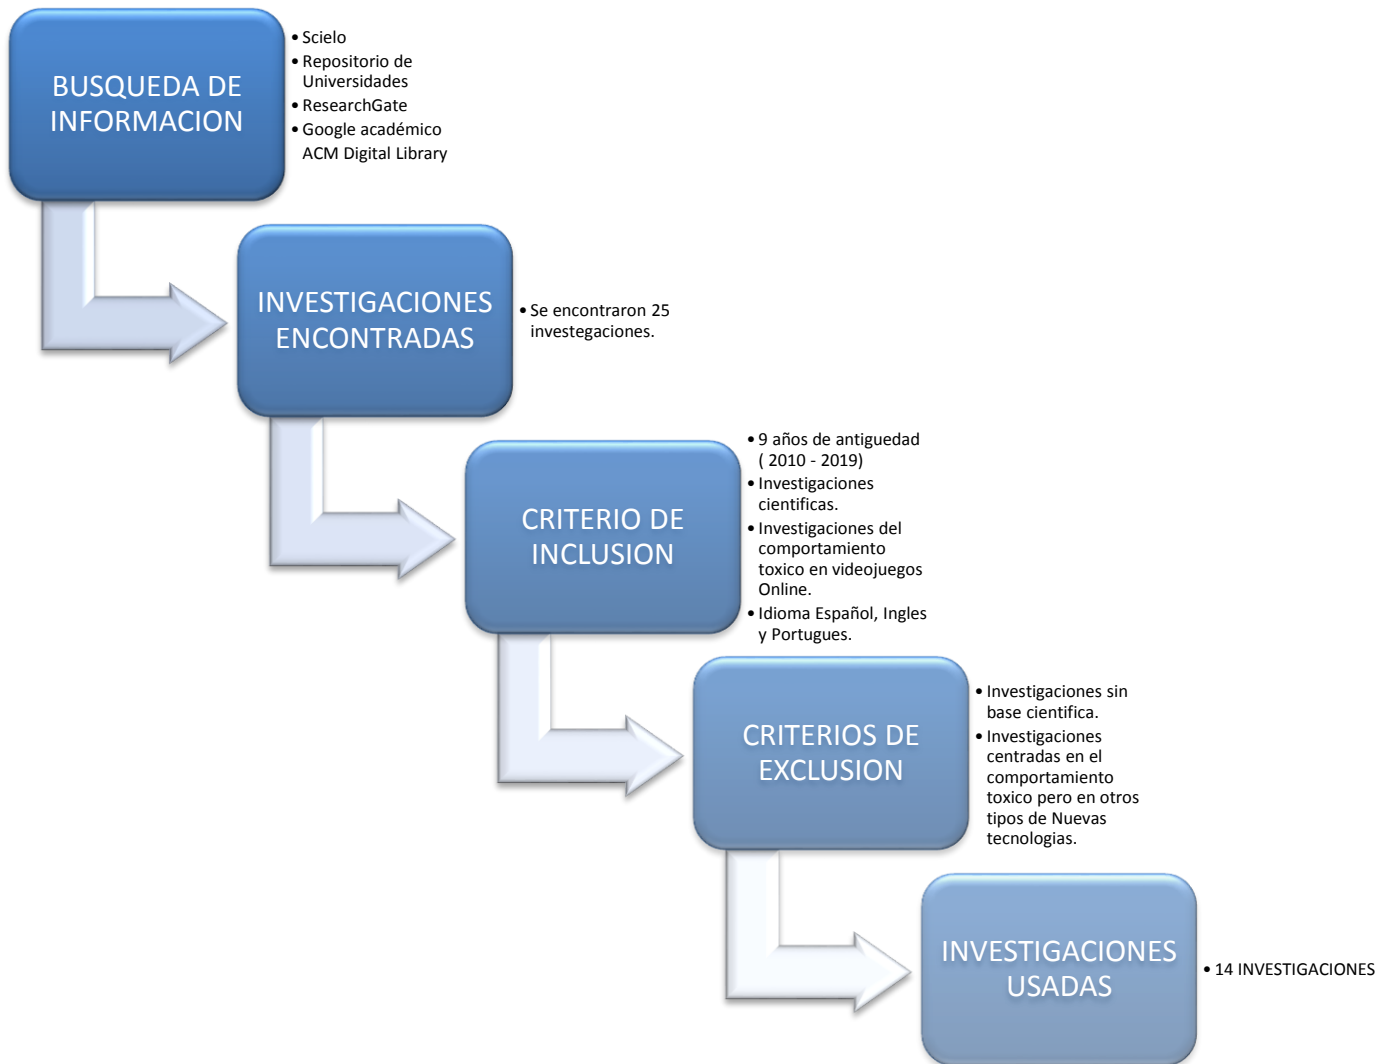 BUSQUEDA DE
INFORMACION
• Scielo
• Repositorio de
Universidades
• ResearchGate
• Google académico
ACM Digital Library
INVESTIGACIONES
ENCONTRADAS
• Se encontraron 25
investegaciones.
CRITERIO DE
INCLUSION
• 9 años de antiguedad
( 2010 - 2019)
• Investigaciones
cientificas.
• Investigaciones del
comportamiento
toxico en videojuegos
Online.
• Idioma Español, Ingles
y Portugues.
CRITERIOS DE
EXCLUSION
• Investigaciones sin
base cientifica.
• Investigaciones
centradas en el
comportamiento
toxico pero en otros
tipos de Nuevas
tecnologias.
INVESTIGACIONES
USADAS
• 14 INVESTIGACIONES